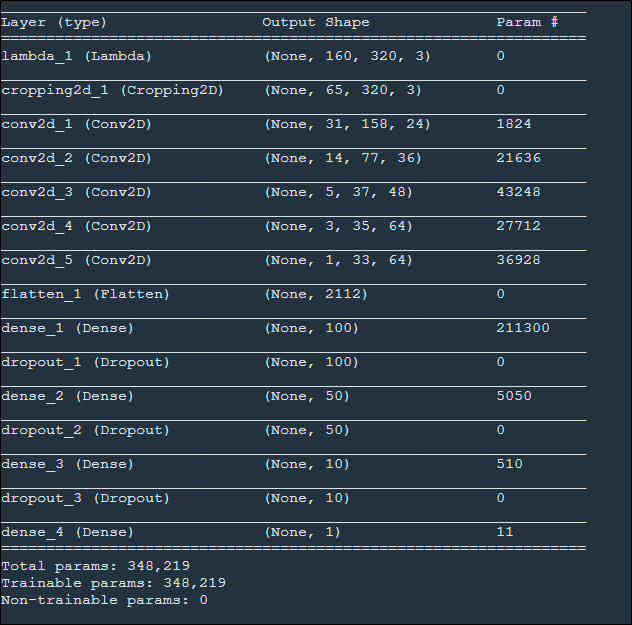 Layer (type) Output Shape Param #
lambda_1 (Lambda) (None, 160, 320, 3) 0
cropping2d_1 (Cropping2D) (None, 65, 320, 3) 0
conv2d_1 (Conv2D) (None, 31, 158, 24) 1824
conv2d_2 (Conv2D) (None, 14, 77, 36) 21636
conv2d_3 (Conv2D) (None, 5, 37, 48) 43248
conv2d_4 (Conv2D) (None, 3, 35, 64) 27712
conv2d_5 (Conv2D) (None, 1, 33, 64) 36928
flatten_1 (Flatten) (None, 2112) 0
dense_1 (Dense) (None, 100) 211300
dropout_1 (Dropout) (None, 100) 0
dense_2 (Dense) (None, 50) 5050
dropout_2 (Dropout) (None, 50) 0
dense_3 (Dense) (None, 10) 510
dropout_3 (Dropout) (None, 10) 0
dense_4 (Dense) (None, 1) 11
Total params: 348,219
Trainable params: 348,219
Non-trainable params: 0